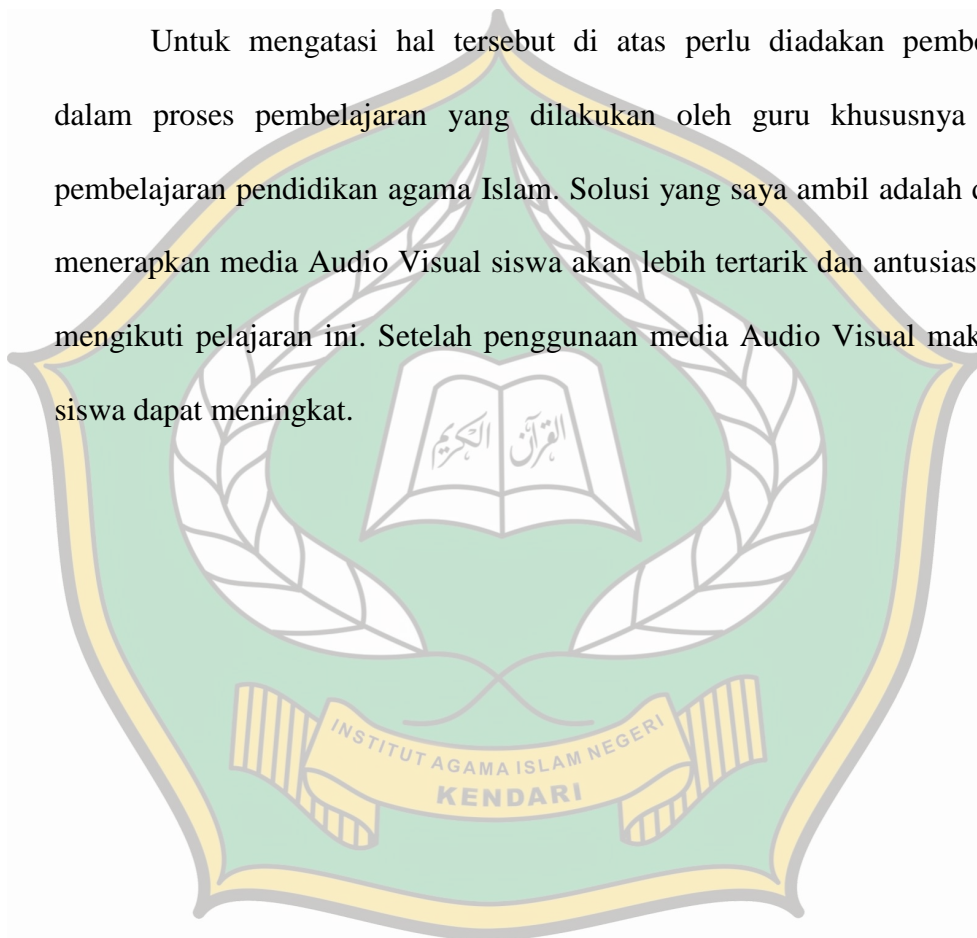 Untuk mengatasi hal tersebut di atas perlu diadakan
dalam proses pembelajaran yang dilakukan oleh guru khususnya
pembelajaran pendidikan agama Islam. Solusi yang saya ambil adalah
menerapkan media Audio Visual siswa akan lebih tertarik dan antusias
mengikuti pelajaran ini. Setelah penggunaan media Audio Visual
siswa dapat meningkat.
القرآن الكريم
INSTITUT AGAMA ISLAM NEGERI
KENDARI